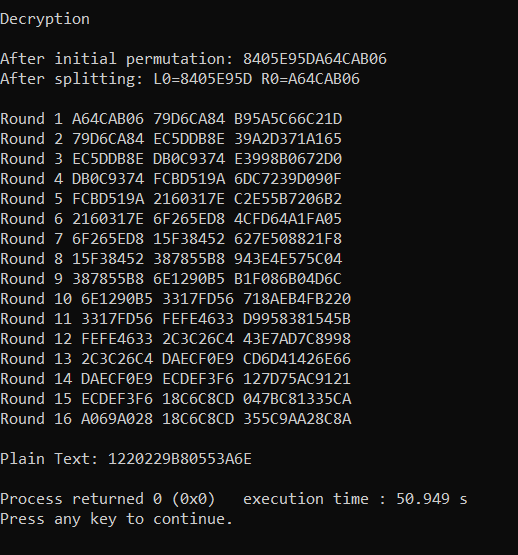 Decryption
After initial permutation: 8405E95DA64CAB06
After splitting: L0=8405E95D R0=A64CAB06
Round 1 A64CAB06 79D6CA84 B95A5C66C21D
Round 2 79D6CA84 EC5DDB8E 39A2D371A165
Round 3 EC5DDB8E DB0C9374 E3998B0672D0
Round 4 DB0C9374 FCBD519A 6DC7239D090F
Round 5 FCBD519A 2160317E C2E55B7206B2
Round 6 2160317E 6F265ED8 4CFD64A1FA05
Round 7 6F265ED8 15F38452 627E508821F8
Round 8 15F38452 387855B8 943E4E575C04
Round 9 387855B8 6E1290B5 B1F086B04D6C
Round 10 6E1290B5 3317FD56 718AEB4FB220
Round 11 3317FD56 FEFE4633 D9958381545B
Round 12 FEFE4633 2C3C26C4 43E7AD7C8998
Round 13 2C3C26C4 DAECF0E9 CD6D41426E66
Round 14 DAECF0E9 ECDEF3F6 127D75AC9121
Round 15 ECDEF3F6 18C6C8CD 047BC81335CA
Round 16 A069A028 18C6C8CD 355C9AA28C8A
Plain Text: 1220229B80553A6E
Process returned 0 (0x0)   execution time : 50.949 s
Press any key to continue.